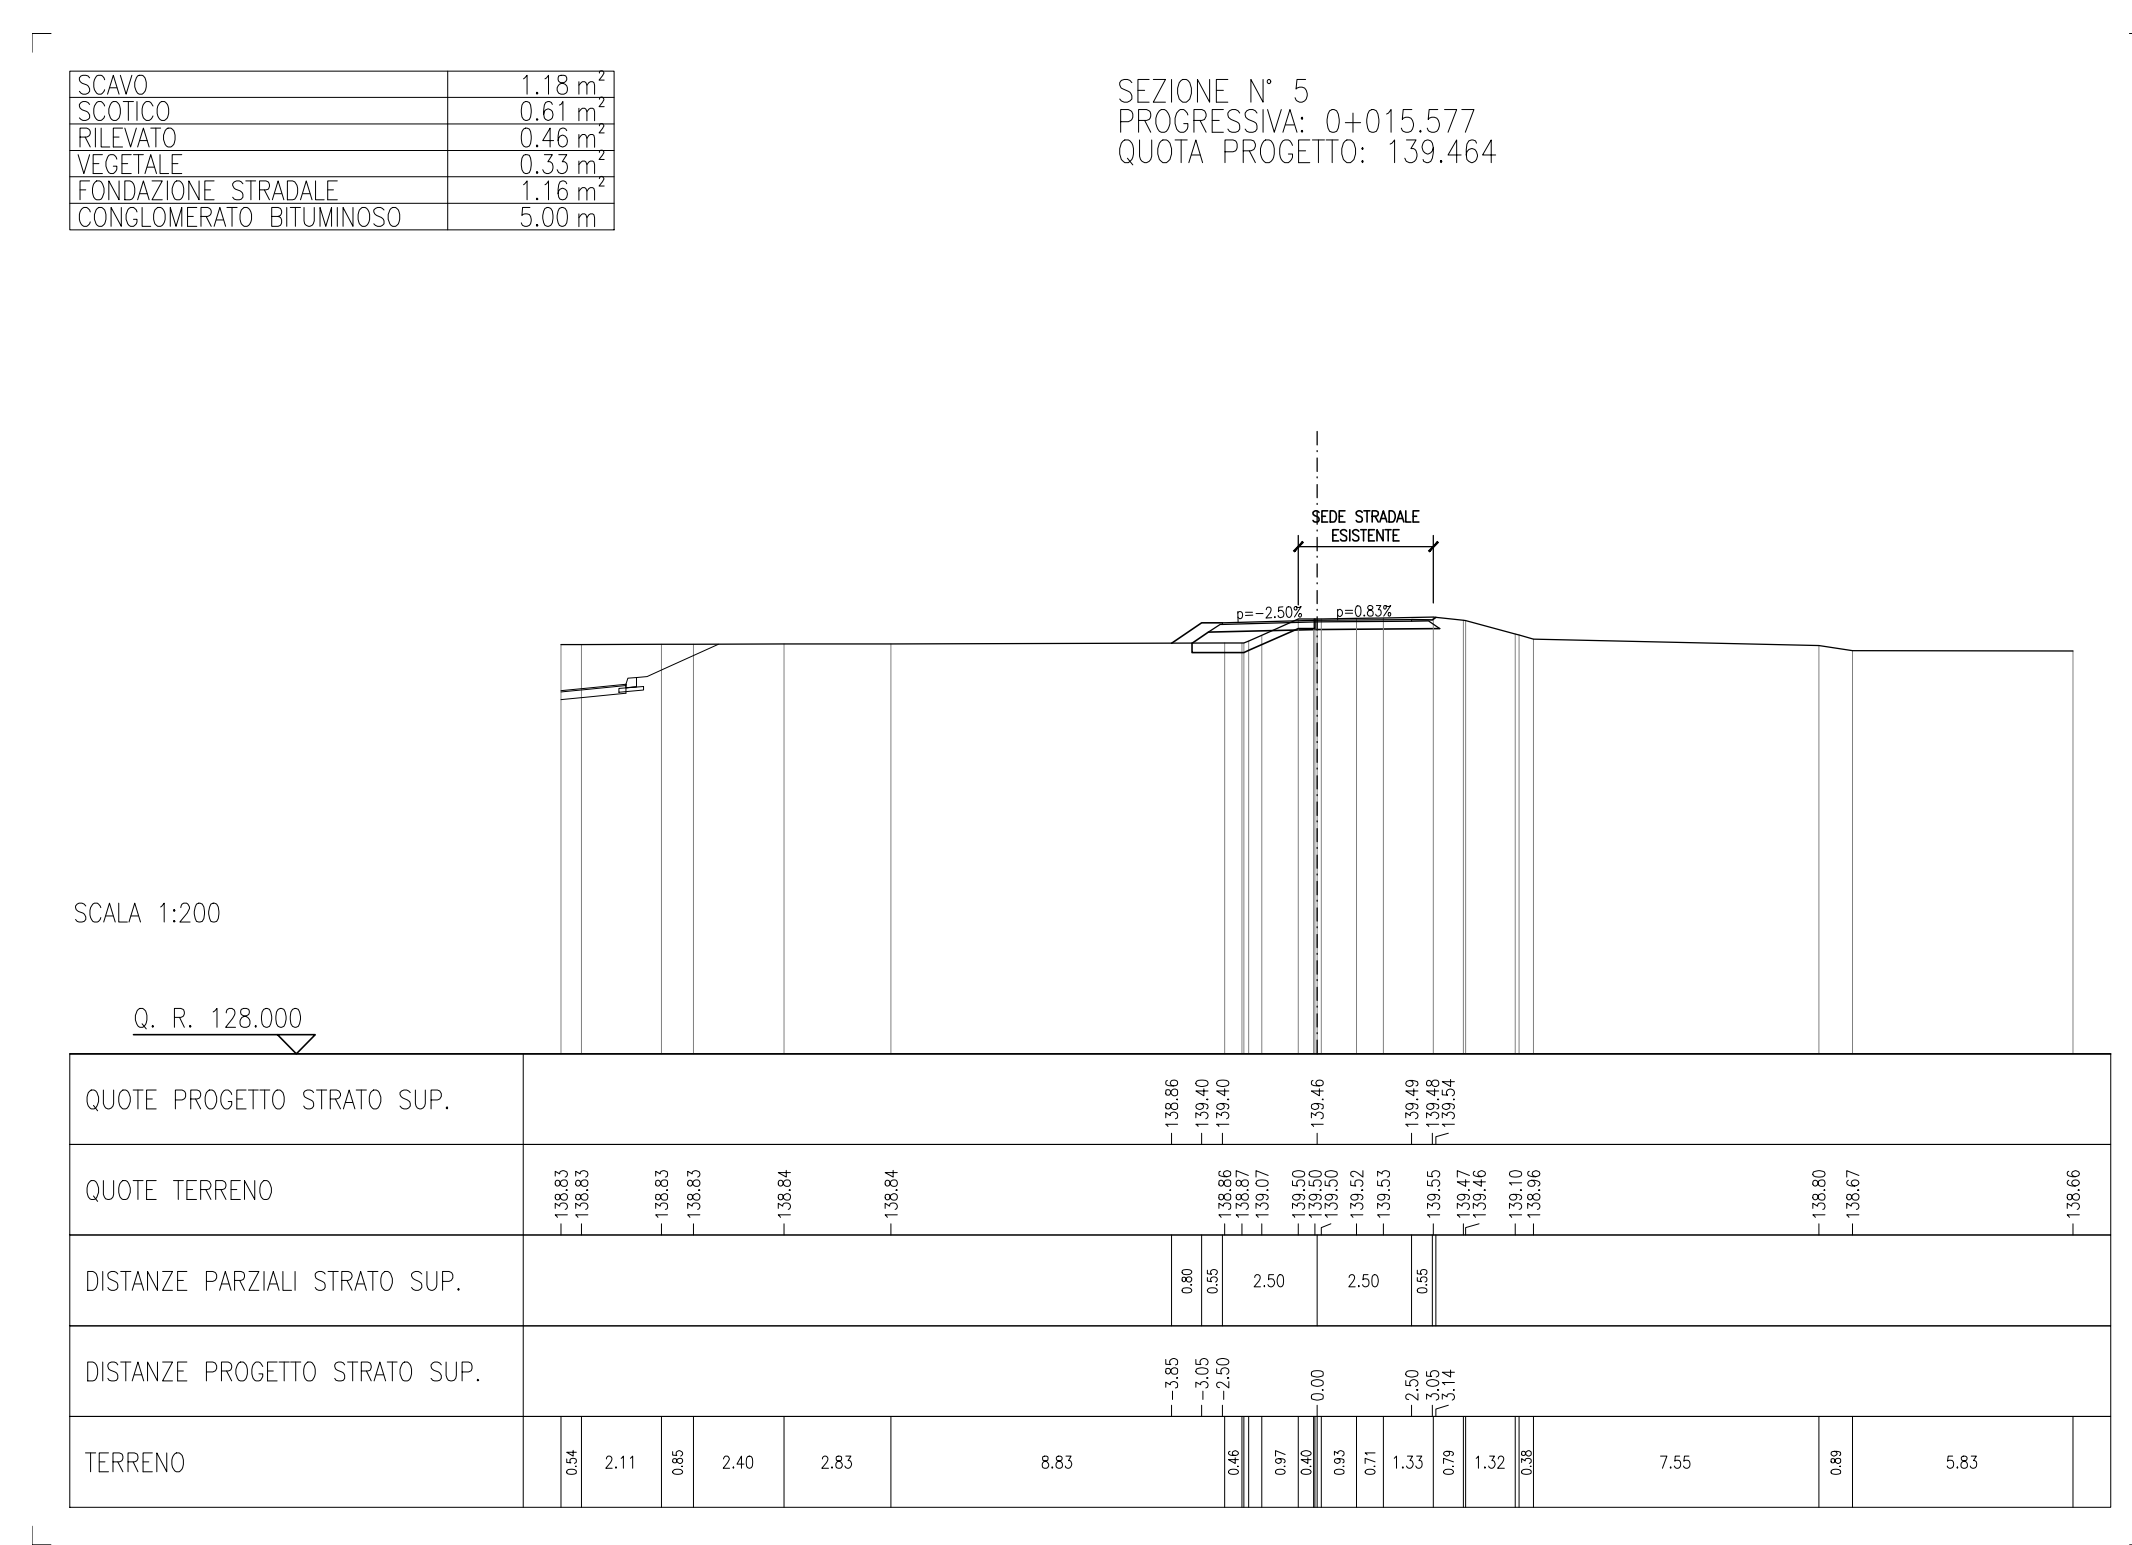 SCAVO 1.18 m²
SCOTICO 0.61 m²
RILEVATO 0.46 m²
VEGETALE 0.33 m²
FONDAZIONE STRADALE 1.16 m²
CONGLOMERATO BITUMINOSO 5.00 m
SEZIONE N° 5
PROGRESSIVA: 0+015.577
QUOTA PROGETTO: 139.464
SEDE STRADALE
ESISTENTE
p=-2.50% p=0.83%
SCALA 1:200
Q. R. 128.000
QUOTE PROGETTO STRATO SUP. 138.86 139.40 139.40 139.46 139.49 139.48 139.54
QUOTE TERRENO 138.83 138.83 138.83 138.83 138.84 138.84 138.86 138.87 139.07 139.50 139.50 139.50 139.52 139.53 139.55 139.47 139.46 139.10 138.96 138.80 138.67 138.66
DISTANZE PARZIALI STRATO SUP. 0.80 0.55 2.50 2.50 0.55
DISTANZE PROGETTO STRATO SUP. -3.85 -3.05 -2.50 0.00 2.50 3.05 3.14
TERRENO 0.54 2.11 0.85 2.40 2.83 8.83 0.46 0.97 0.40 0.93 0.71 1.33 0.79 1.32 0.38 7.55 0.89 5.83